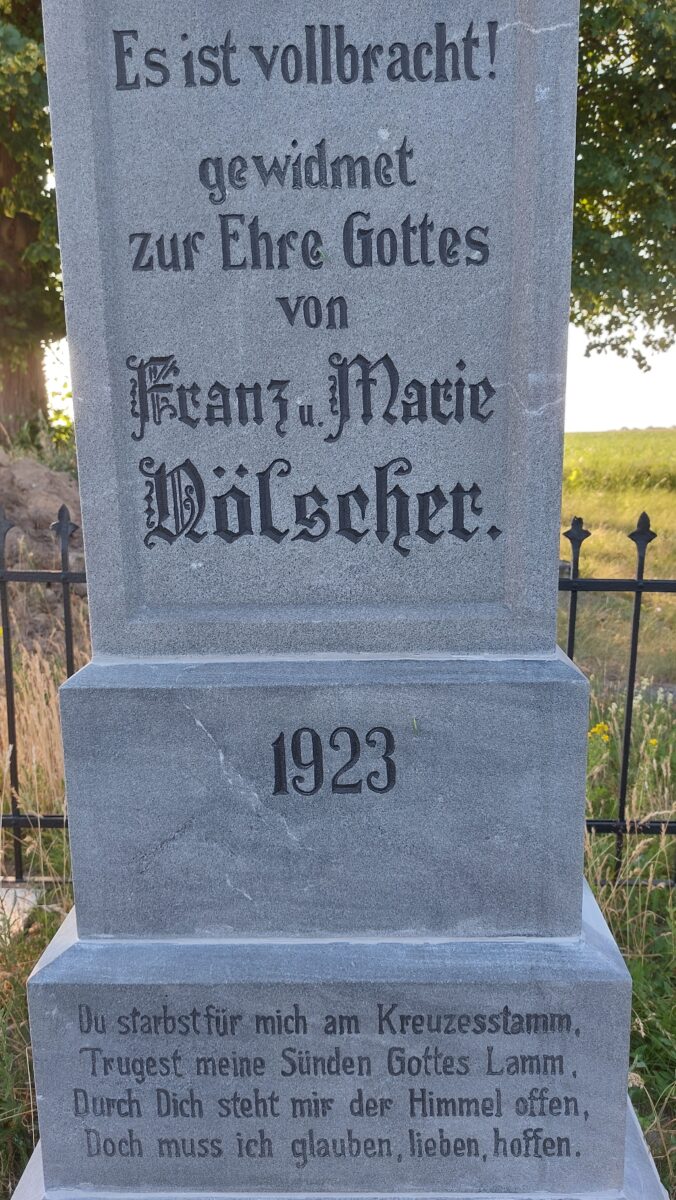 Es ist vollbracht!
gewidmet
zur Ehre Gottes
von
Franz u. Marie
Nölscher.
1923
Du starbst für mich am Kreuzesstamm,
Trugest meine Sünden Gottes Lamm,
Durch Dich steht mir der Himmel offen,
Doch muss ich glauben, lieben, hoffen.